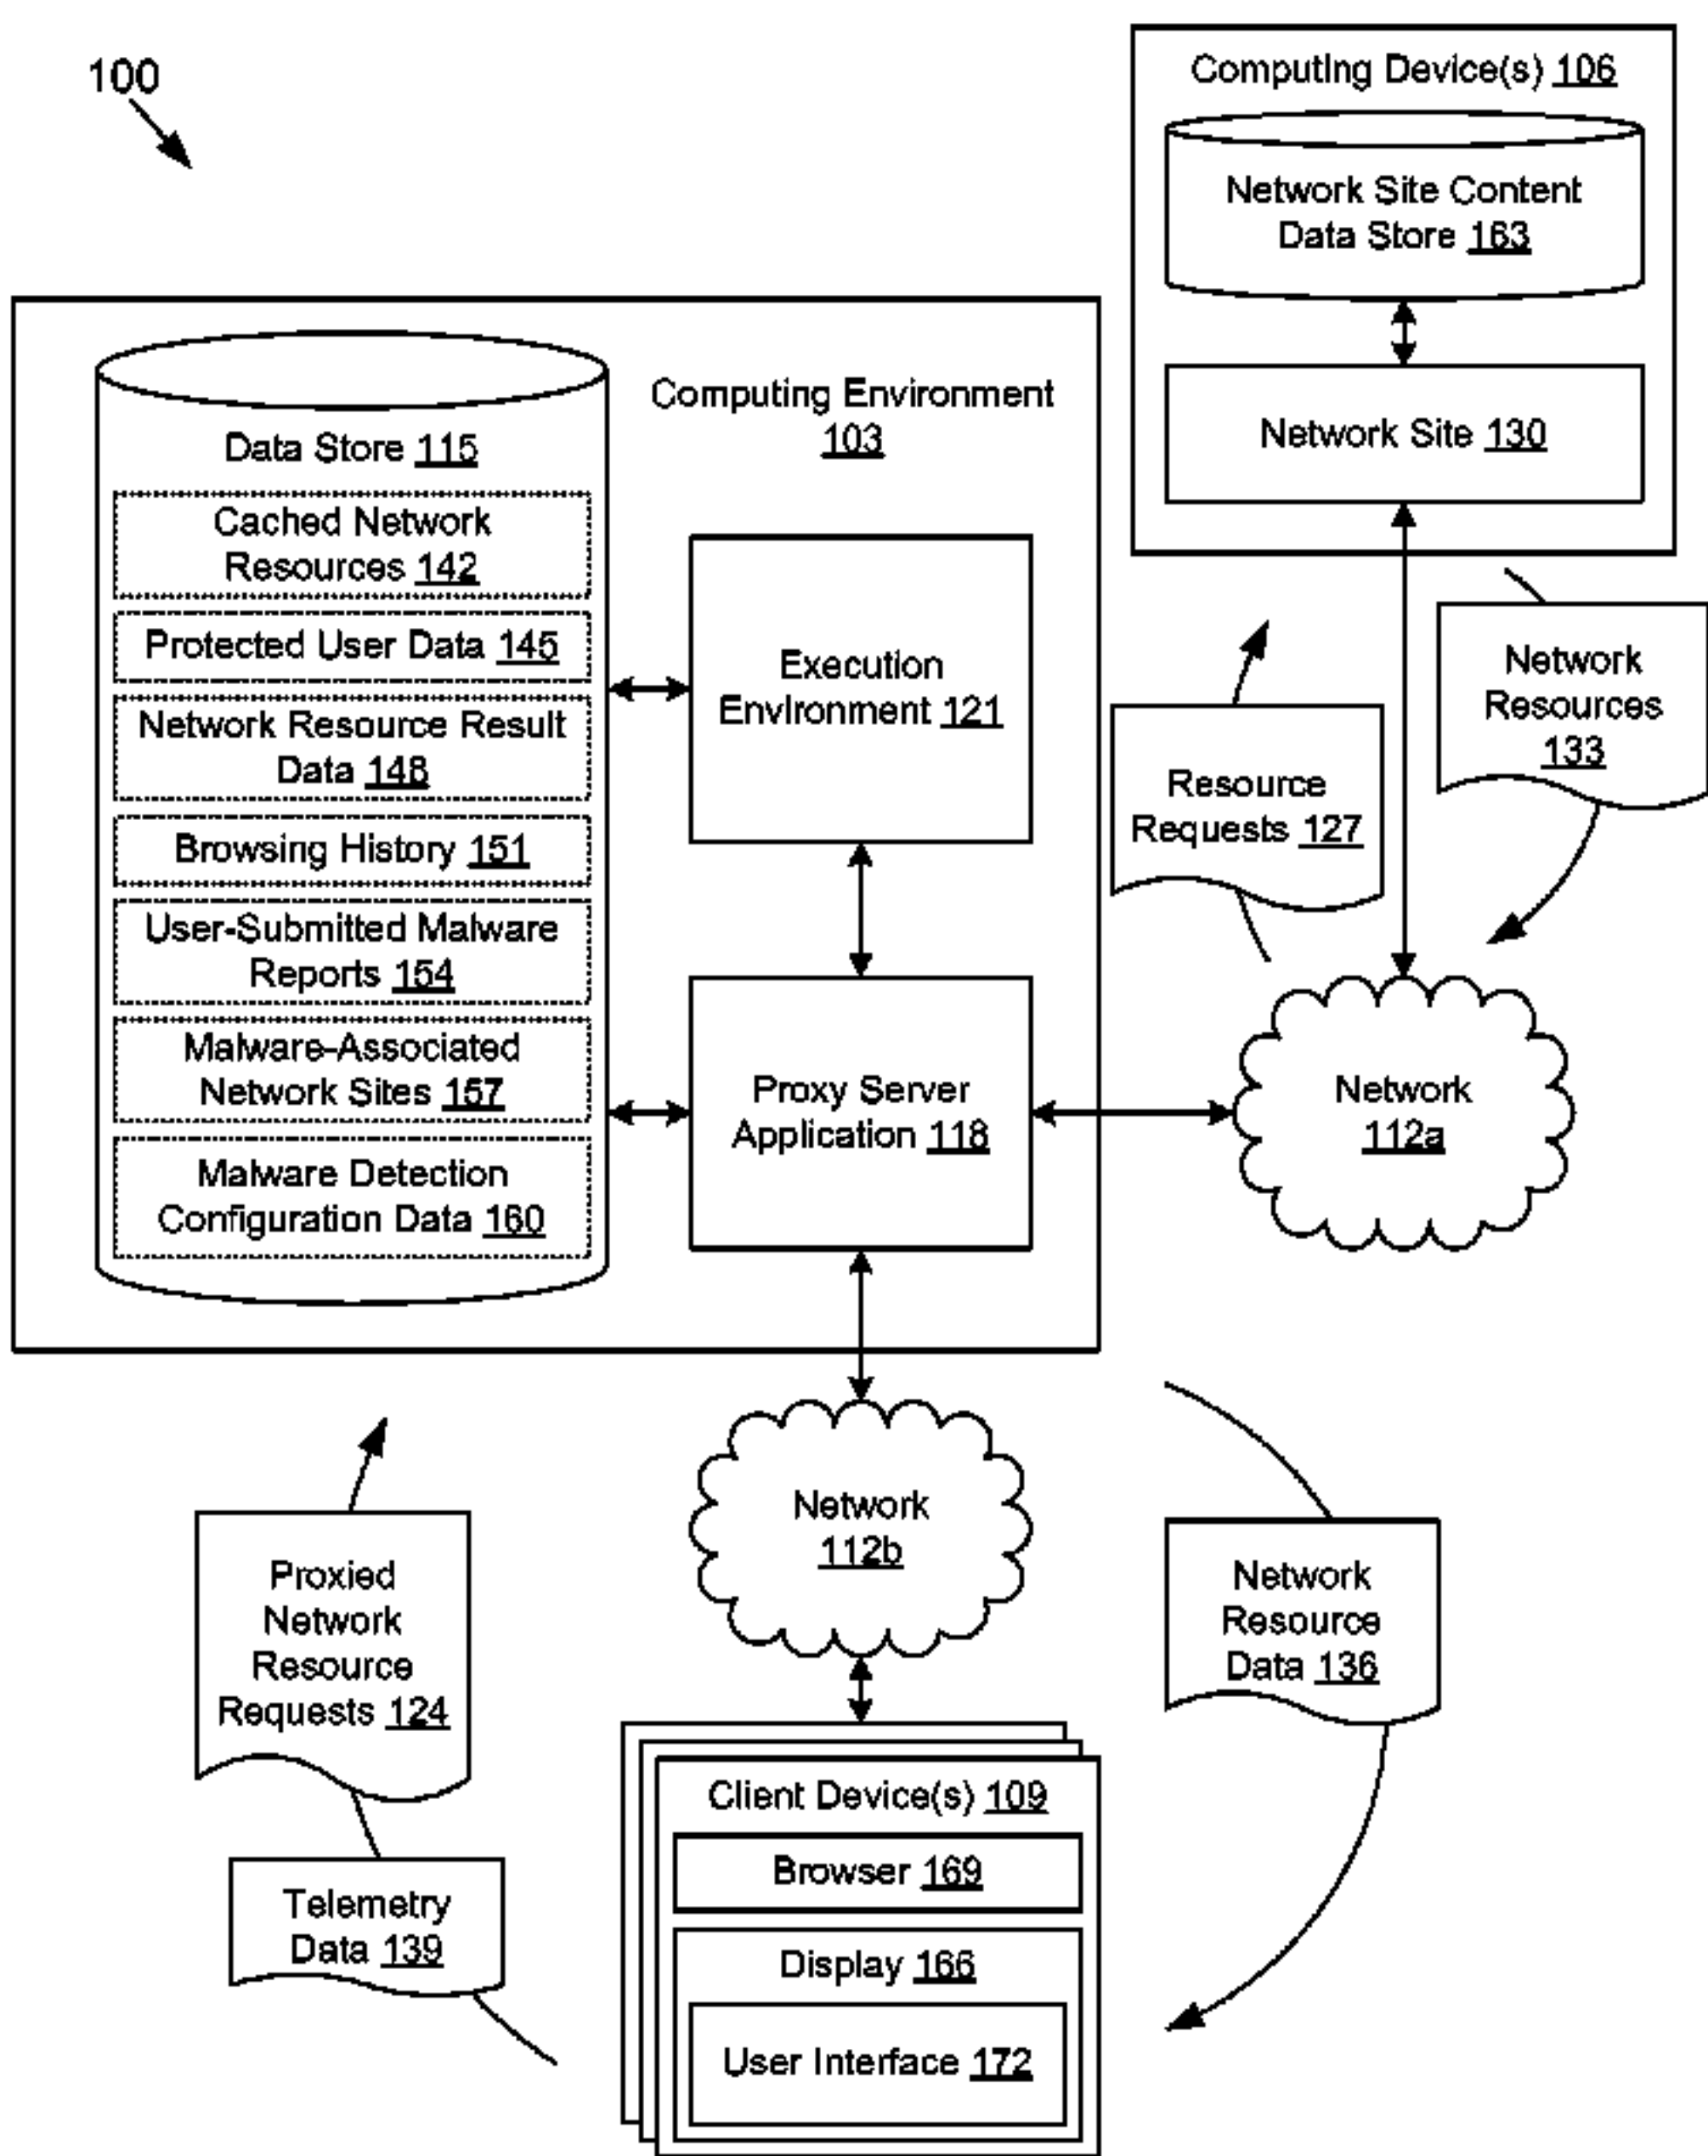 100
Computing Device(s) 106
Network Site Content
Data Store 163
Network Site 130
Computing Environment
103
Data Store 115
Cached Network
Resources 142
Protected User Data 145
Network Resource Result
Data 148
Browsing History 151
User-Submitted Malware
Reports 154
Malware-Associated
Network Sites 157
Malware Detection
Configuration Data 160
Execution
Environment 121
Proxy Server
Application 118
Resource
Requests 127
Network
Resources
133
Network
112a
Network
112b
Proxied
Network
Resource
Requests 124
Telemetry
Data 139
Network
Resource
Data 136
Client Device(s) 109
Browser 169
Display 166
User Interface 172